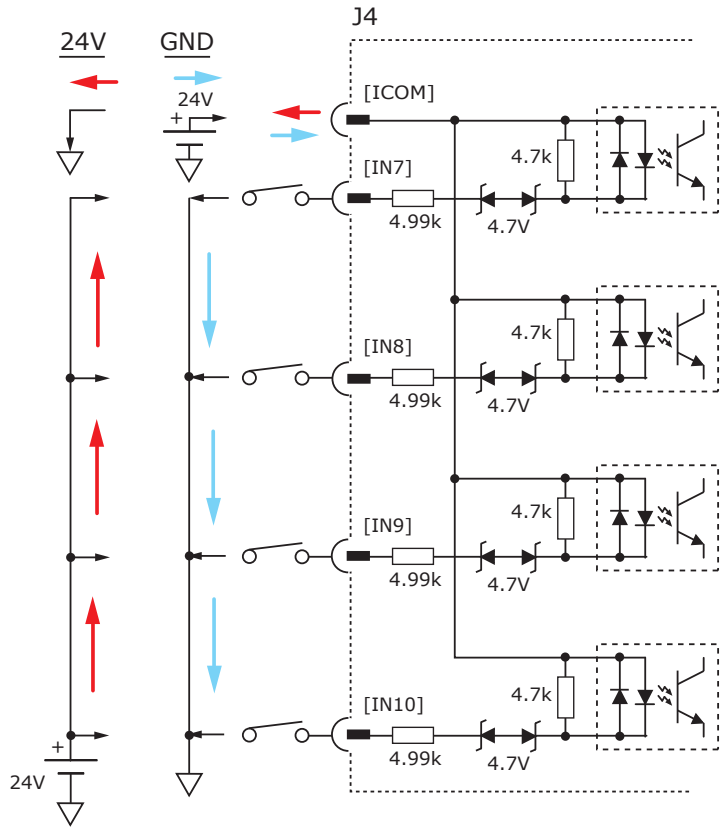 J4
24V GND
24V
+
[ICOM]
4.7k
[IN7]
4.99k 4.7V
4.7k
[IN8]
4.99k 4.7V
4.7k
[IN9]
4.99k 4.7V
4.7k
[IN10]
+
4.99k 4.7V
24V